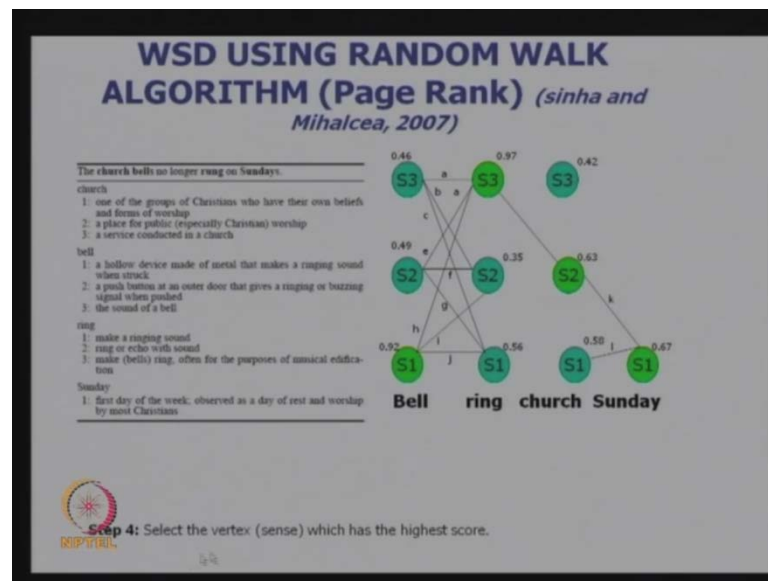 WSD USING RANDOM WALK
ALGORITHM (Page Rank) (sinha and
Mihalcea, 2007)
The church bells no longer rung on Sundays.
church
1: one of the groups of Christians who have their own beliefs
and forms of worship
2: a place for public (especially Christian) worship
3: a service conducted in a church
bell
1: a hollow device made of metal that makes a ringing sound
when struck
2: a push button at an outer door that gives a ringing or buzzing
signal when pushed
3: the sound of a bell
ring
1: make a ringing sound
2: ring or echo with sound
3: make (bells) ring, often for the purposes of musical edifica-
tion
Sunday
1: first day of the week; observed as a day of rest and worship
by most Christians
0.46 0.97 0.42
S3 a S3 S3
b a
c
0.49 e 0.35 0.63
S2 f S2 S2
g k
h
0.92 i 0.56 0.58 l 0.67
S1 j S1 S1 S1
Bell ring church Sunday
Step 4: Select the vertex (sense) which has the highest score.
NPTEL